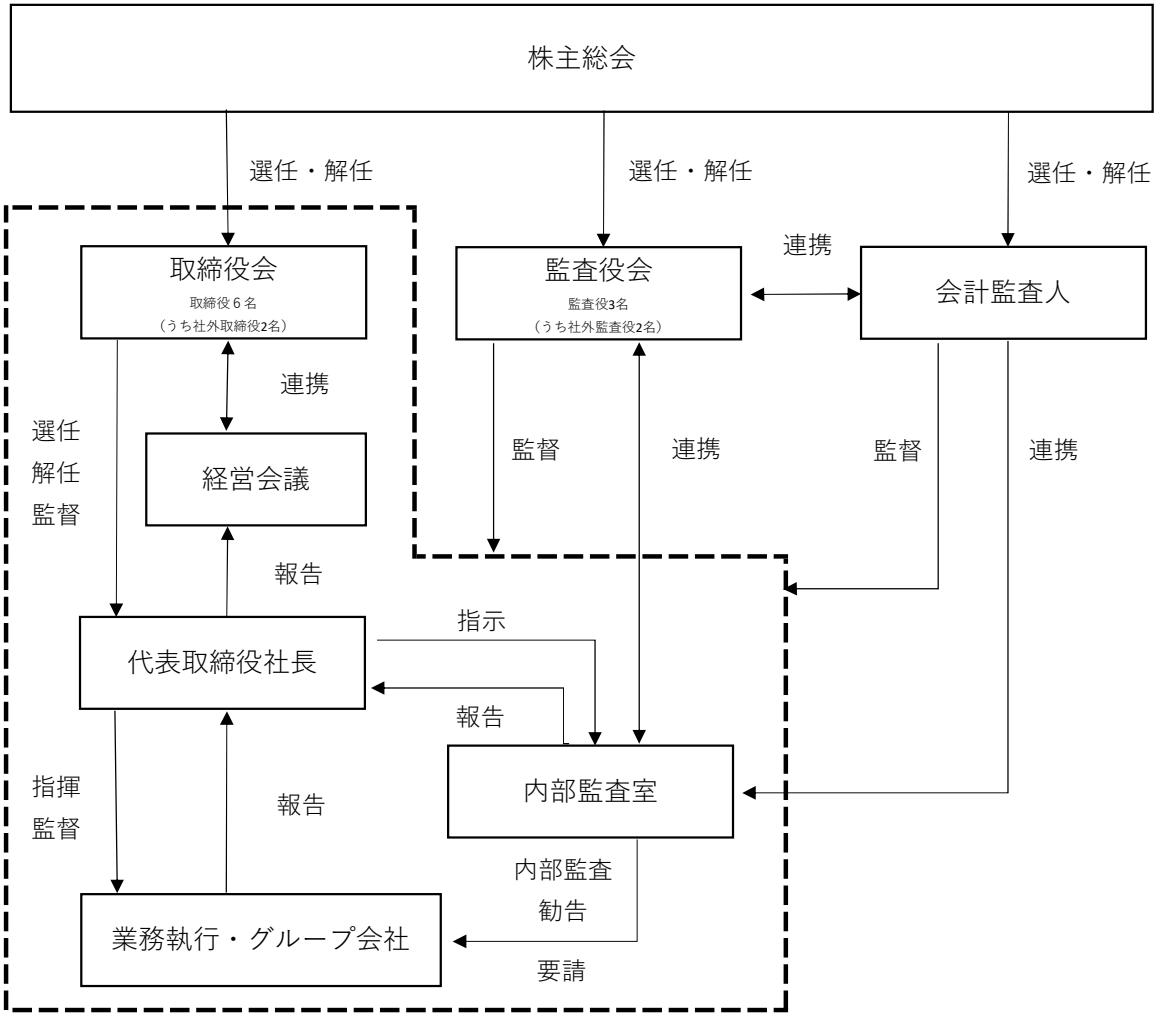 株主総会
選任・解任
選任・解任
選任・解任
取締役会
取締役６名
（うち社外取締役2名）
監査役会
監査役3名
（うち社外監査役2名）
連携
会計監査人
連携
選任
解任
監督
経営会議
監督
連携
監督
連携
報告
代表取締役社長
指示
報告
指揮
監督
報告
内部監査室
内部監査
勧告
要請
業務執行・グループ会社